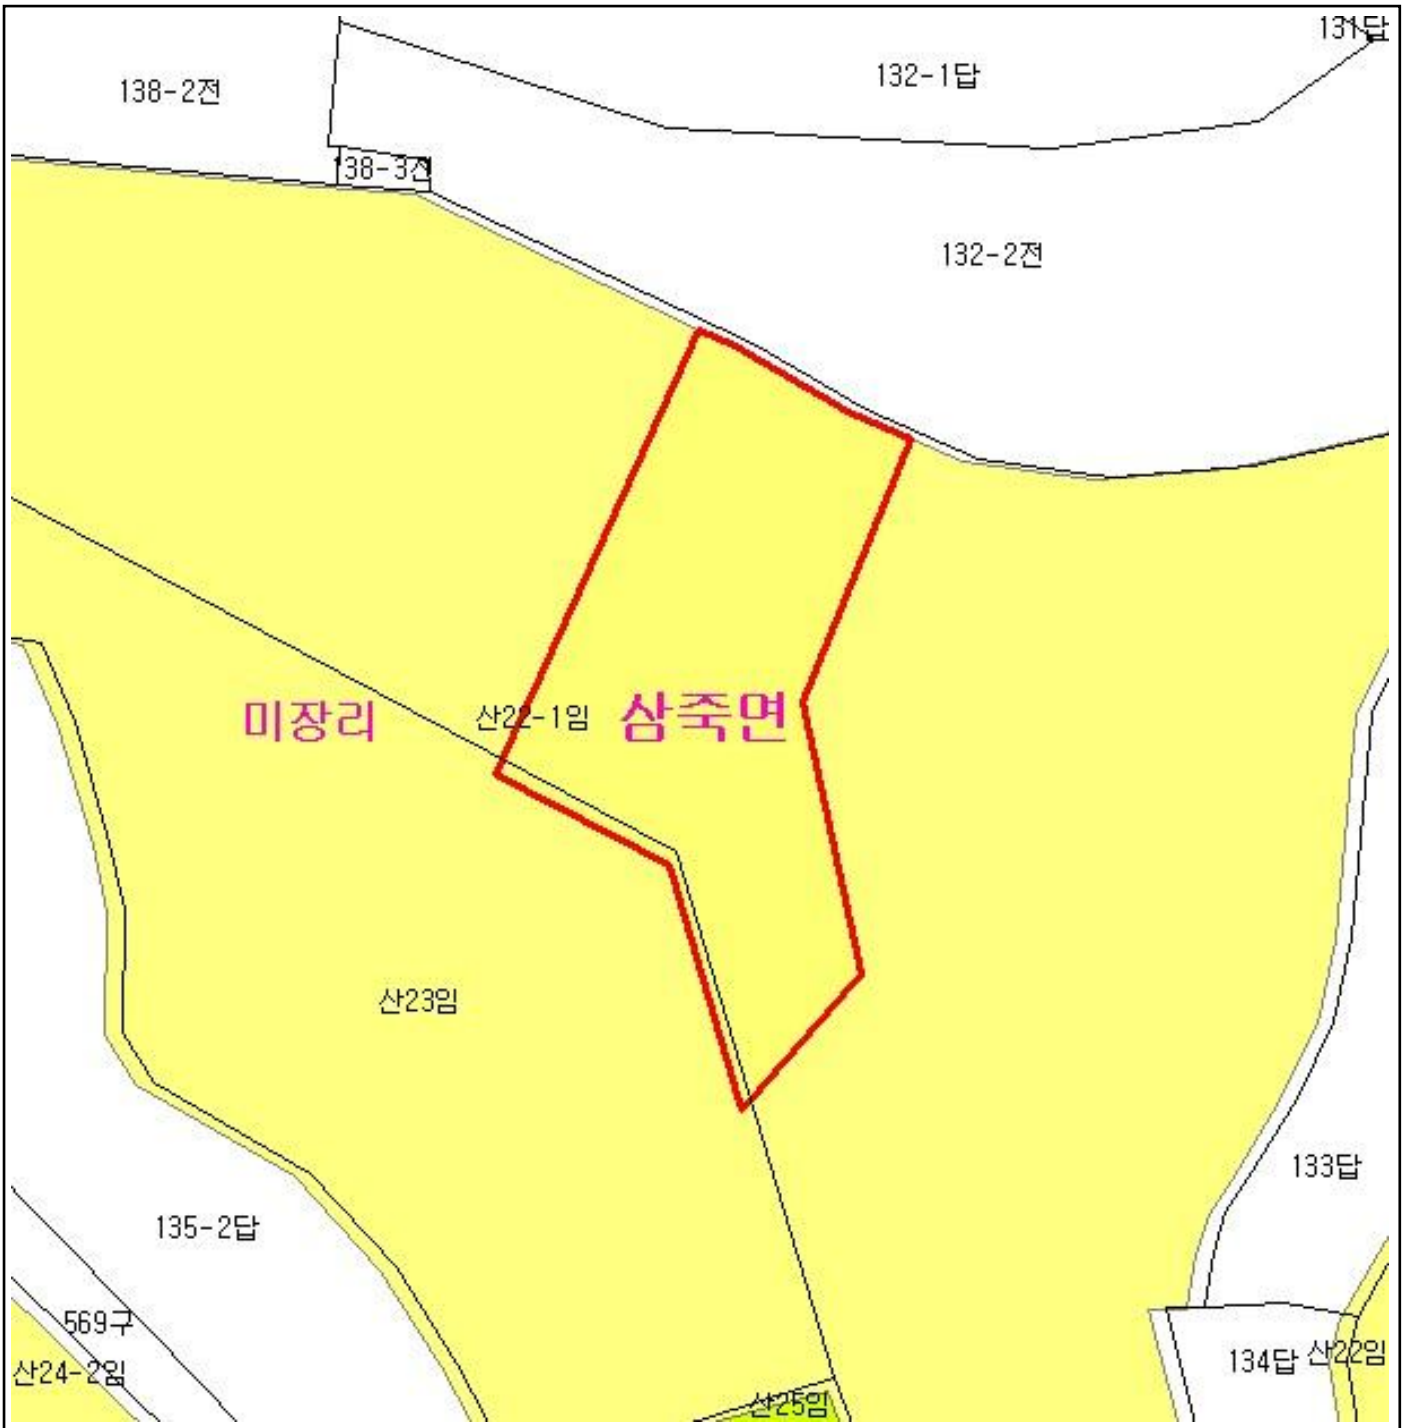 131답
132-1답
138-2전
138-3전
132-2전
미장리
산22-1임
삼죽면
산23임
133답
135-2답
569구
134답
산22임
산24-2임
산25임